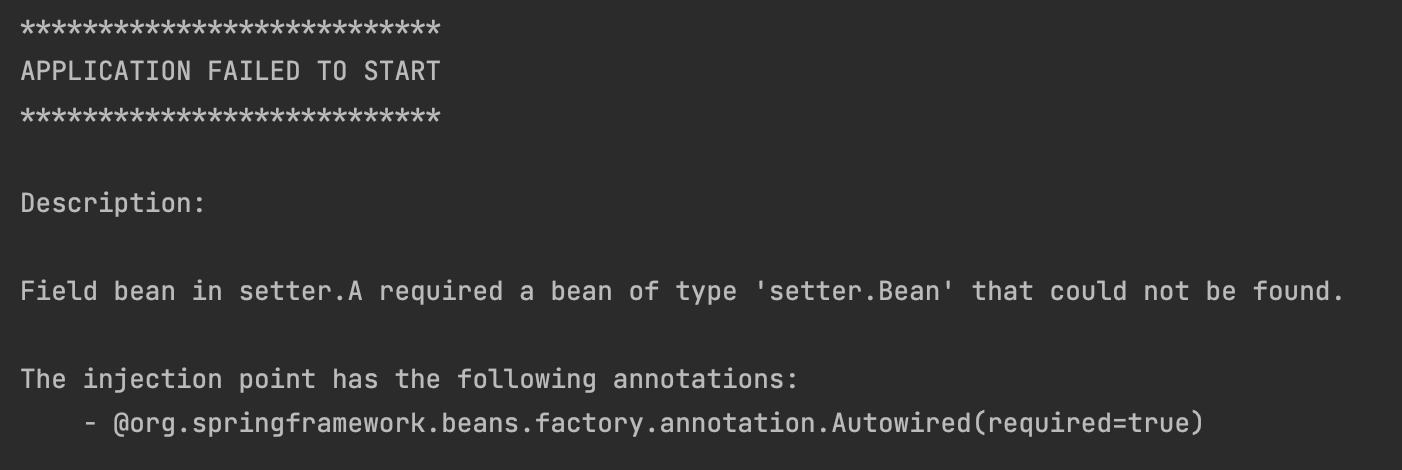 ***************************
APPLICATION FAILED TO START
***************************
Description:
Field bean in setter.A required a bean of type 'setter.Bean' that could not be found.
The injection point has the following annotations:
- @org.springframework.beans.factory.annotation.Autowired(required=true)